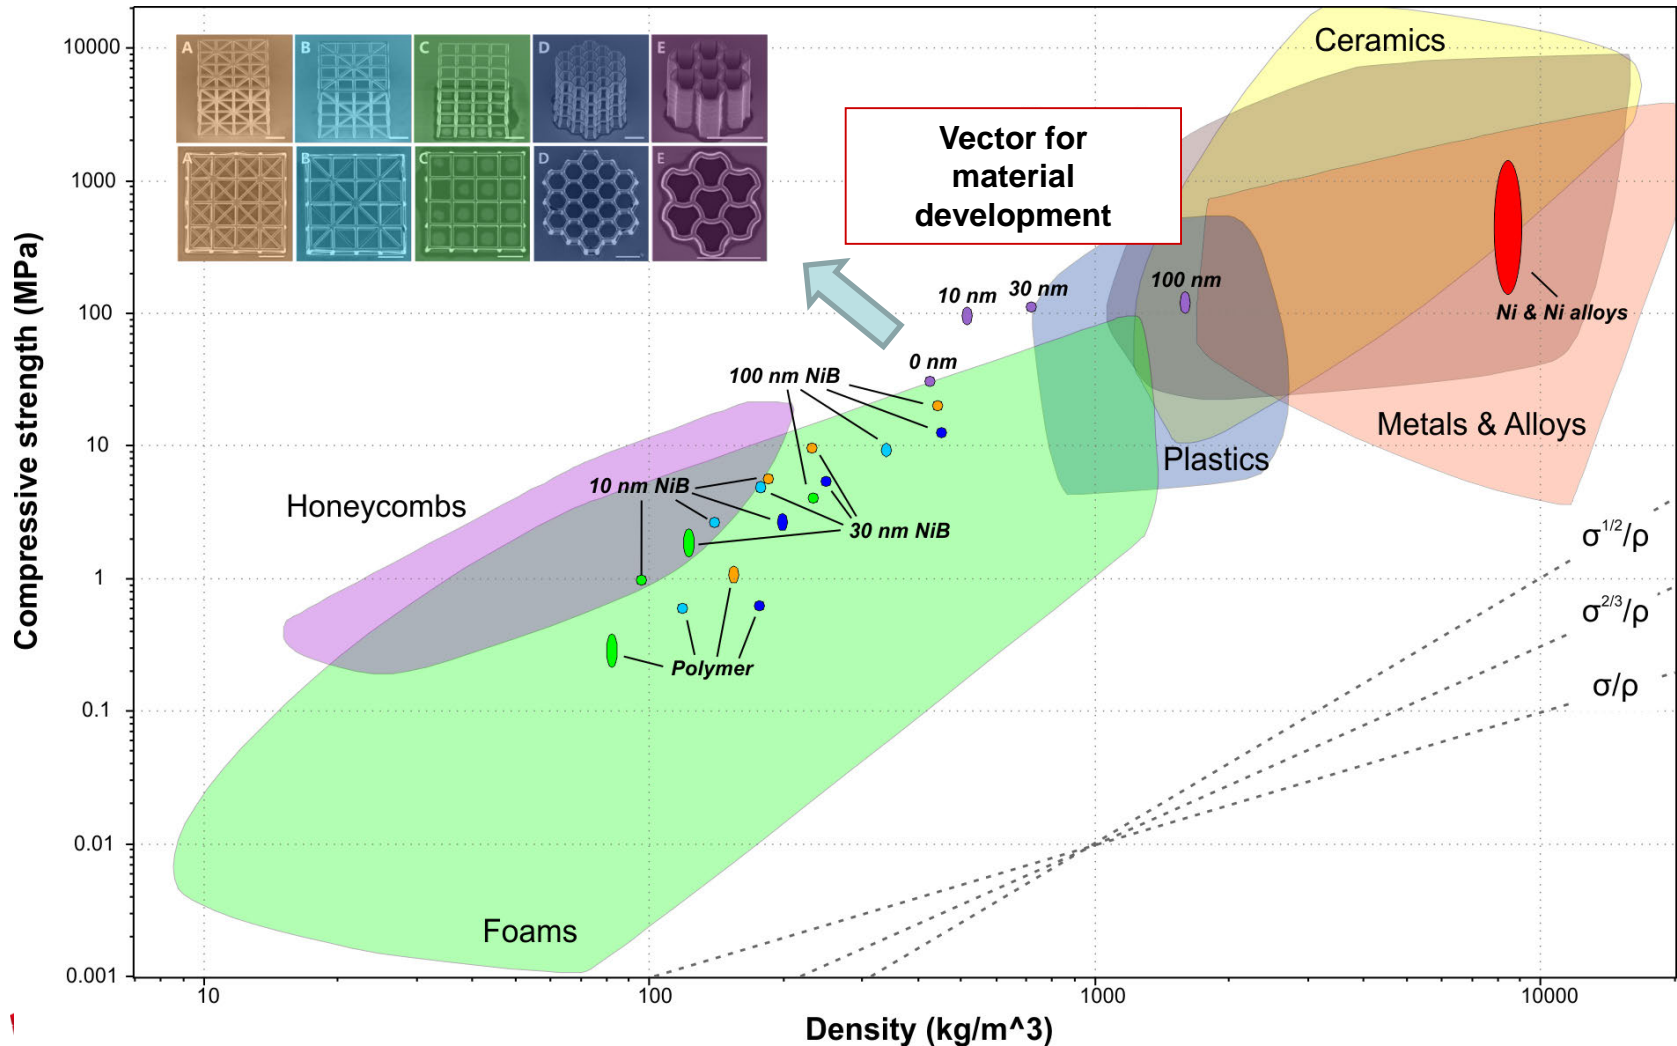 A
B
C
D
E
A
B
C
D
E
Vector for
material
development
Ceramics
10 nm
30 nm
100 nm
Ni & Ni alloys
0 nm
100 nm NiB
Metals & Alloys
Plastics
Honeycombs
10 nm NiB
30 nm NiB
Polymer
Foams
σ^1/2/ρ
σ^2/3/ρ
σ/ρ
Compressive strength (MPa)
10000
1000
100
10
1
0.1
0.01
0.001
10
100
1000
10000
Density (kg/m^3)